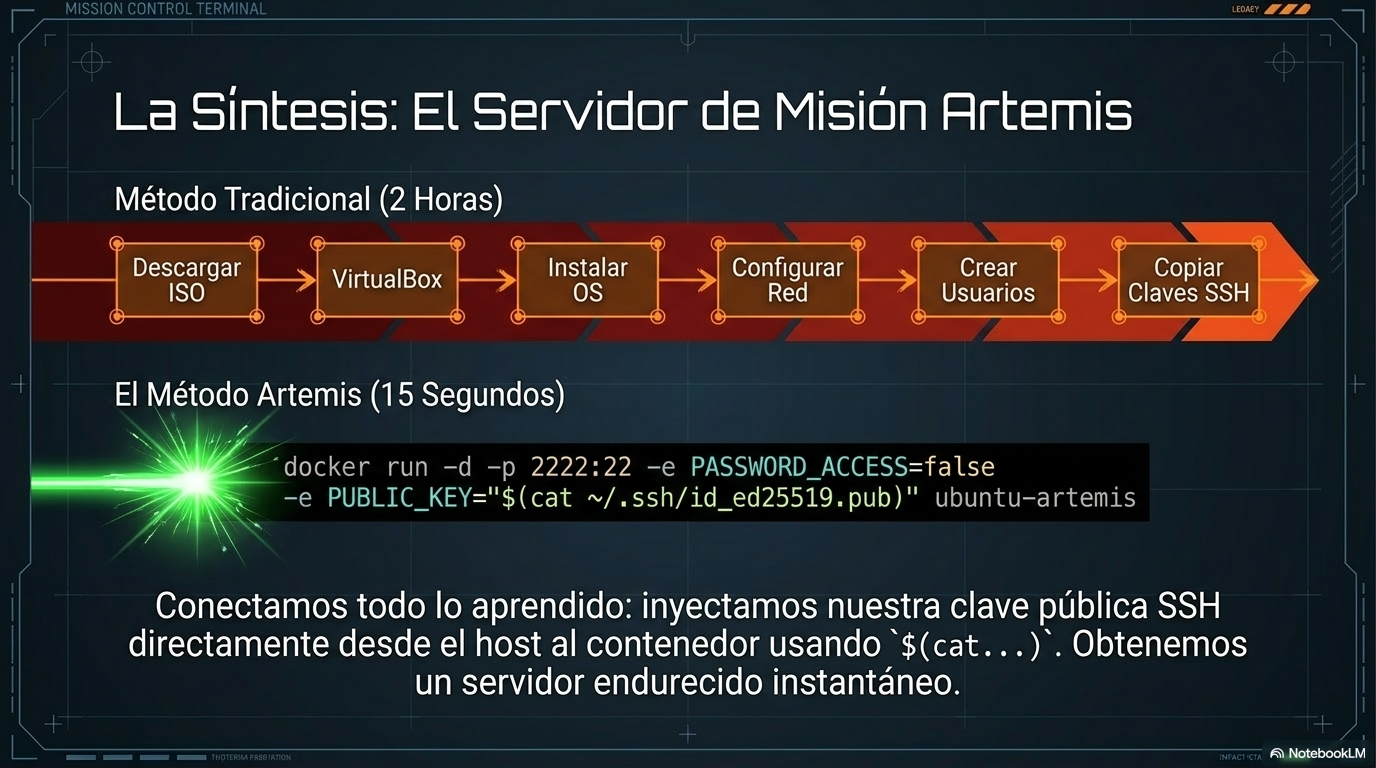 MISSION CONTROL TERMINAL
LEGACY
La Síntesis: El Servidor de Misión Artemis
Método Tradicional (2 Horas)
Descargar
ISO
VirtualBox
Instalar
OS
Configurar
Red
Crear
Usuarios
Copiar
Claves SSH
El Método Artemis (15 Segundos)
docker run -d -p 2222:22 -e PASSWORD_ACCESS=false
-e PUBLIC_KEY="$(cat ~/.ssh/id_ed25519.pub)" ubuntu-artemis
Conectamos todo lo aprendido: inyectamos nuestra clave pública SSH
directamente desde el host al contenedor usando `$(cat...)`. Obtenemos
un servidor endurecido instantáneo.
NotebookLM